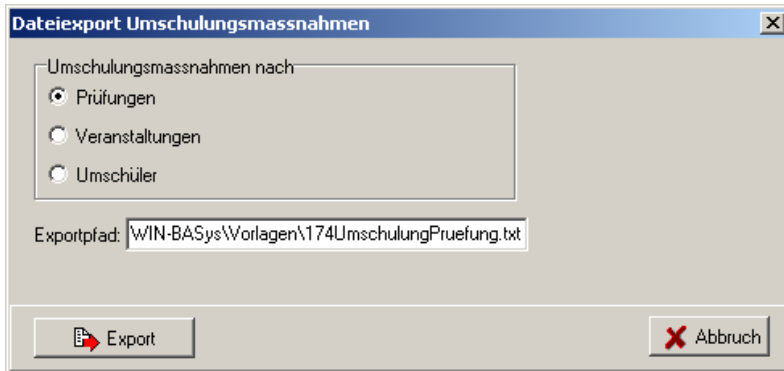 Dateiexport Umschulungsmassnahmen
Umschulungsmassnahmen nach
Prüfungen
Veranstaltungen
Umschüler
Exportpfad: WIN-BASys\Vorlagen\174UmschulungPruefung.txt
Export
Abbruch